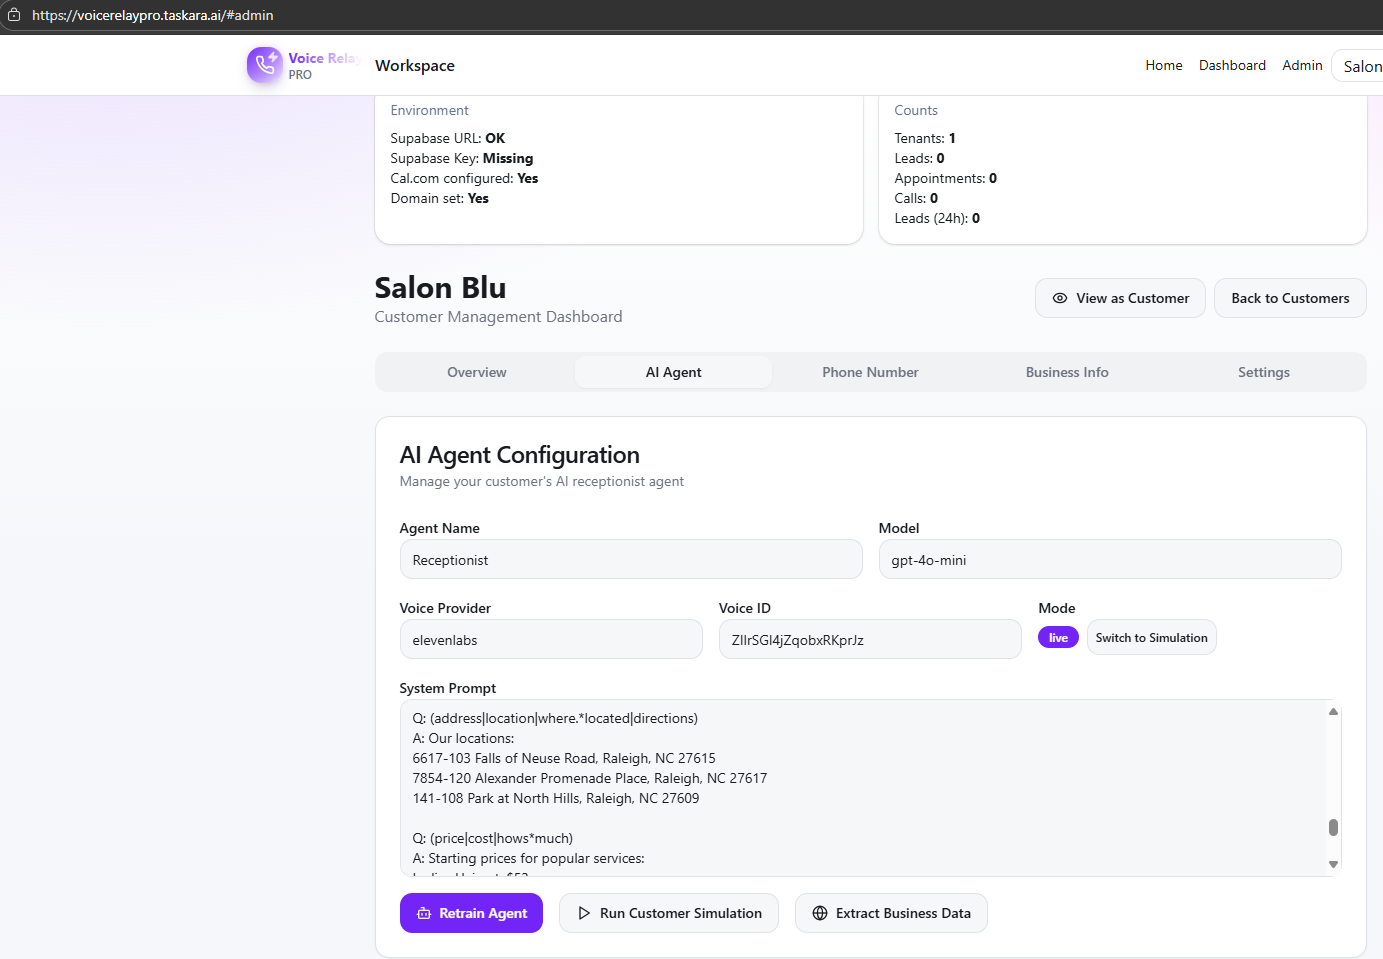 https://voicerelaypro.taskara.ai/#admin
Voice Relay
PRO
Workspace
Home
Dashboard
Admin
Salon
Environment
Supabase URL: OK
Supabase Key: Missing
Cal.com configured: Yes
Domain set: Yes
Counts
Tenants: 1
Leads: 0
Appointments: 0
Calls: 0
Leads (24h): 0
Salon Blu
Customer Management Dashboard
View as Customer
Back to Customers
Overview
AI Agent
Phone Number
Business Info
Settings
AI Agent Configuration
Manage your customer's AI receptionist agent
Agent Name
Receptionist
Model
gpt-4o-mini
Voice Provider
elevenlabs
Voice ID
Mode
live
Switch to Simulation
System Prompt
Q: (address|location|where.*located|directions)
A: Our locations:
6617-103 Falls of Neuse Road, Raleigh, NC 27615
7854-120 Alexander Promenade Place, Raleigh, NC 27617
141-108 Park at North Hills, Raleigh, NC 27609
Q: (price|cost|hows*much)
A: Starting prices for popular services:
Retrain Agent
Run Customer Simulation
Extract Business Data